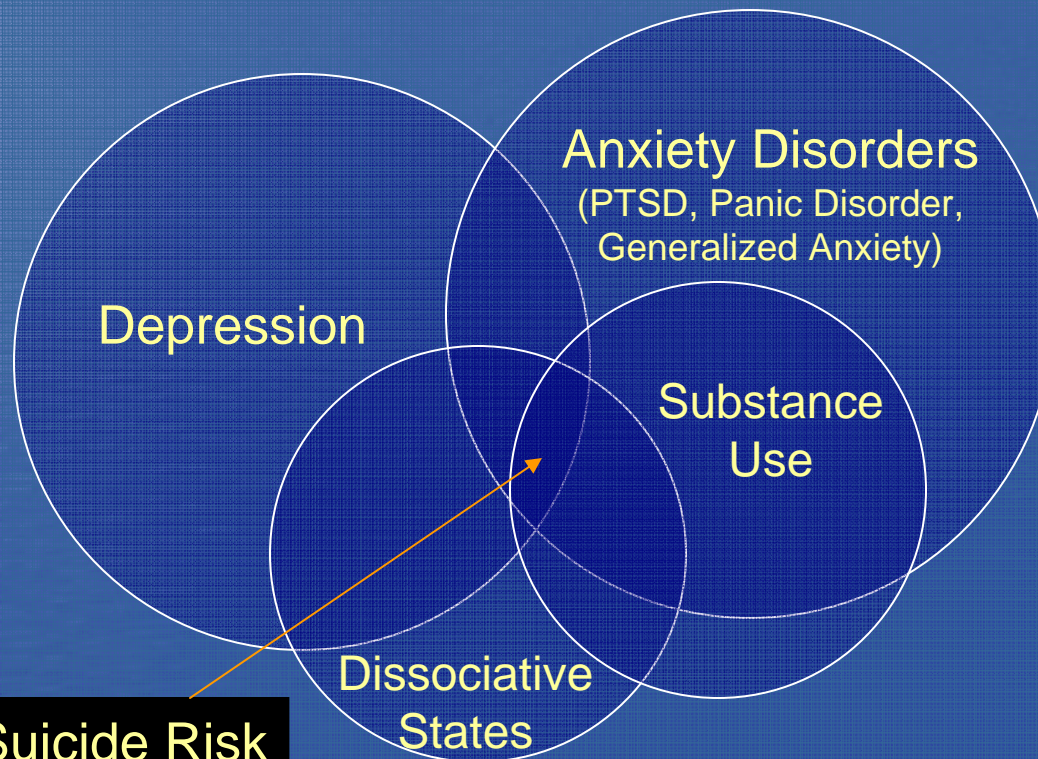 Anxiety Disorders
(PTSD, Panic Disorder,
Generalized Anxiety)
Depression
Substance
Use
Dissociative
States
Suicide Risk